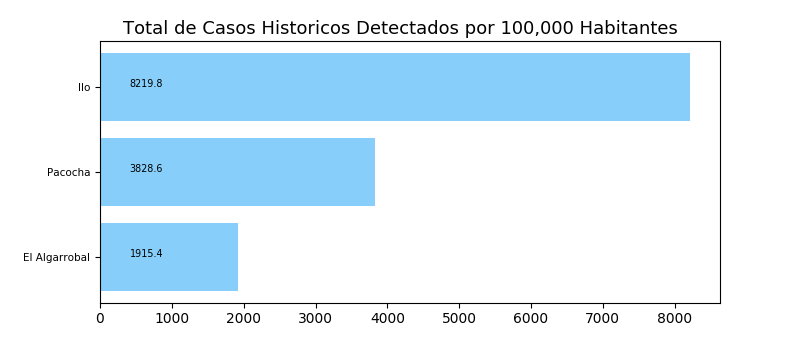 Total de Casos Historicos Detectados por 100,000 Habitantes
Ilo
8219.8
Pacocha
3828.6
El Algarrobal
1915.4
0 1000 2000 3000 4000 5000 6000 7000 8000